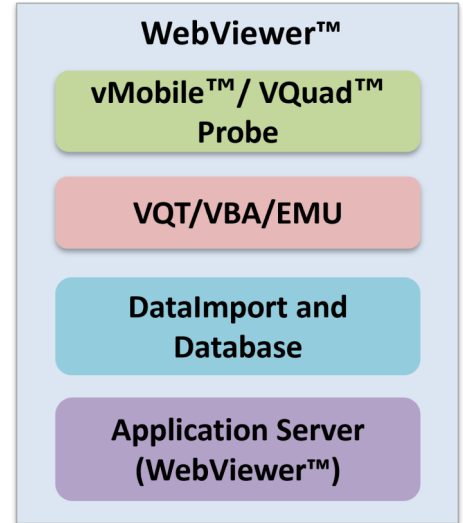 WebViewer™
vMobile™/ VQuad™
Probe
VQT/VBA/EMU
DataImport and
Database
Application Server
(WebViewer™)